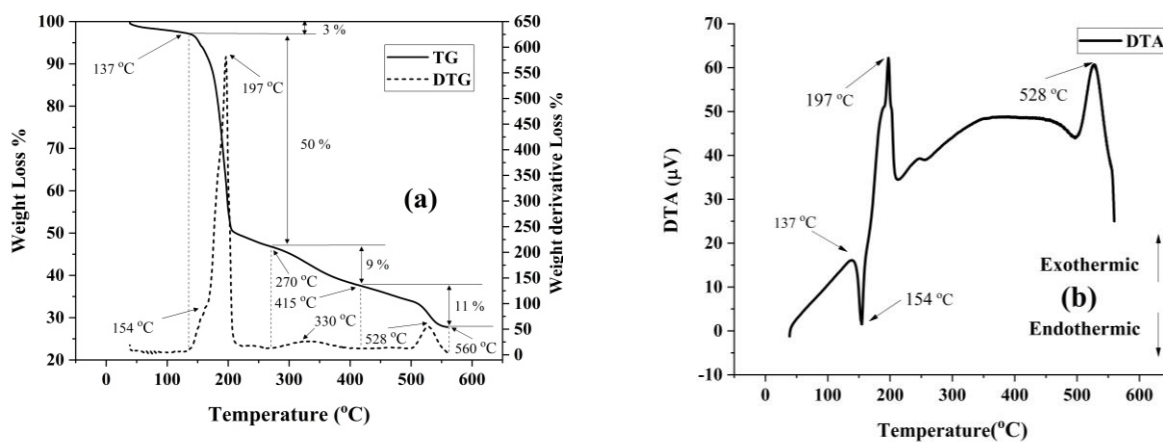 100
90
80
70
60
50
40
30
20
Weight Loss %
650
600
550
500
450
400
350
300
250
200
150
100
50
0
Weight derivative Loss %
3 %
TG
DTG
137 °C
197 °C
50 %
(a)
9 %
270 °C
415 °C
11 %
154 °C
330 °C
528 °C
560 °C
0 100 200 300 400 500 600
Temperature (°C)
70
60
50
40
30
20
10
0
-10
DTA (µV)
DTA
197 °C
528 °C
137 °C
154 °C
Exothermic
(b)
Endothermic
0 100 200 300 400 500 600
Temperature(°C)